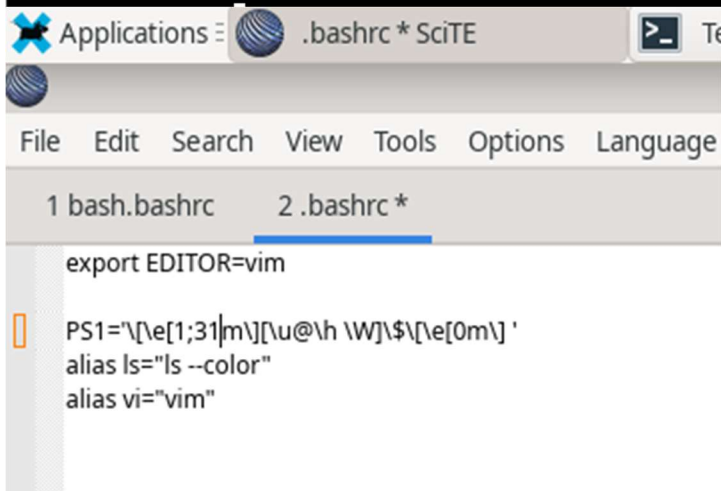 Applications
.bashrc * SciTE
File Edit Search View Tools Options Language
1 bash.bashrc 2 .bashrc *
export EDITOR=vim
PS1='\[\e[1;31m\][\u@\h \W]\$\[\e[0m\] '
alias ls="ls --color"
alias vi="vim"